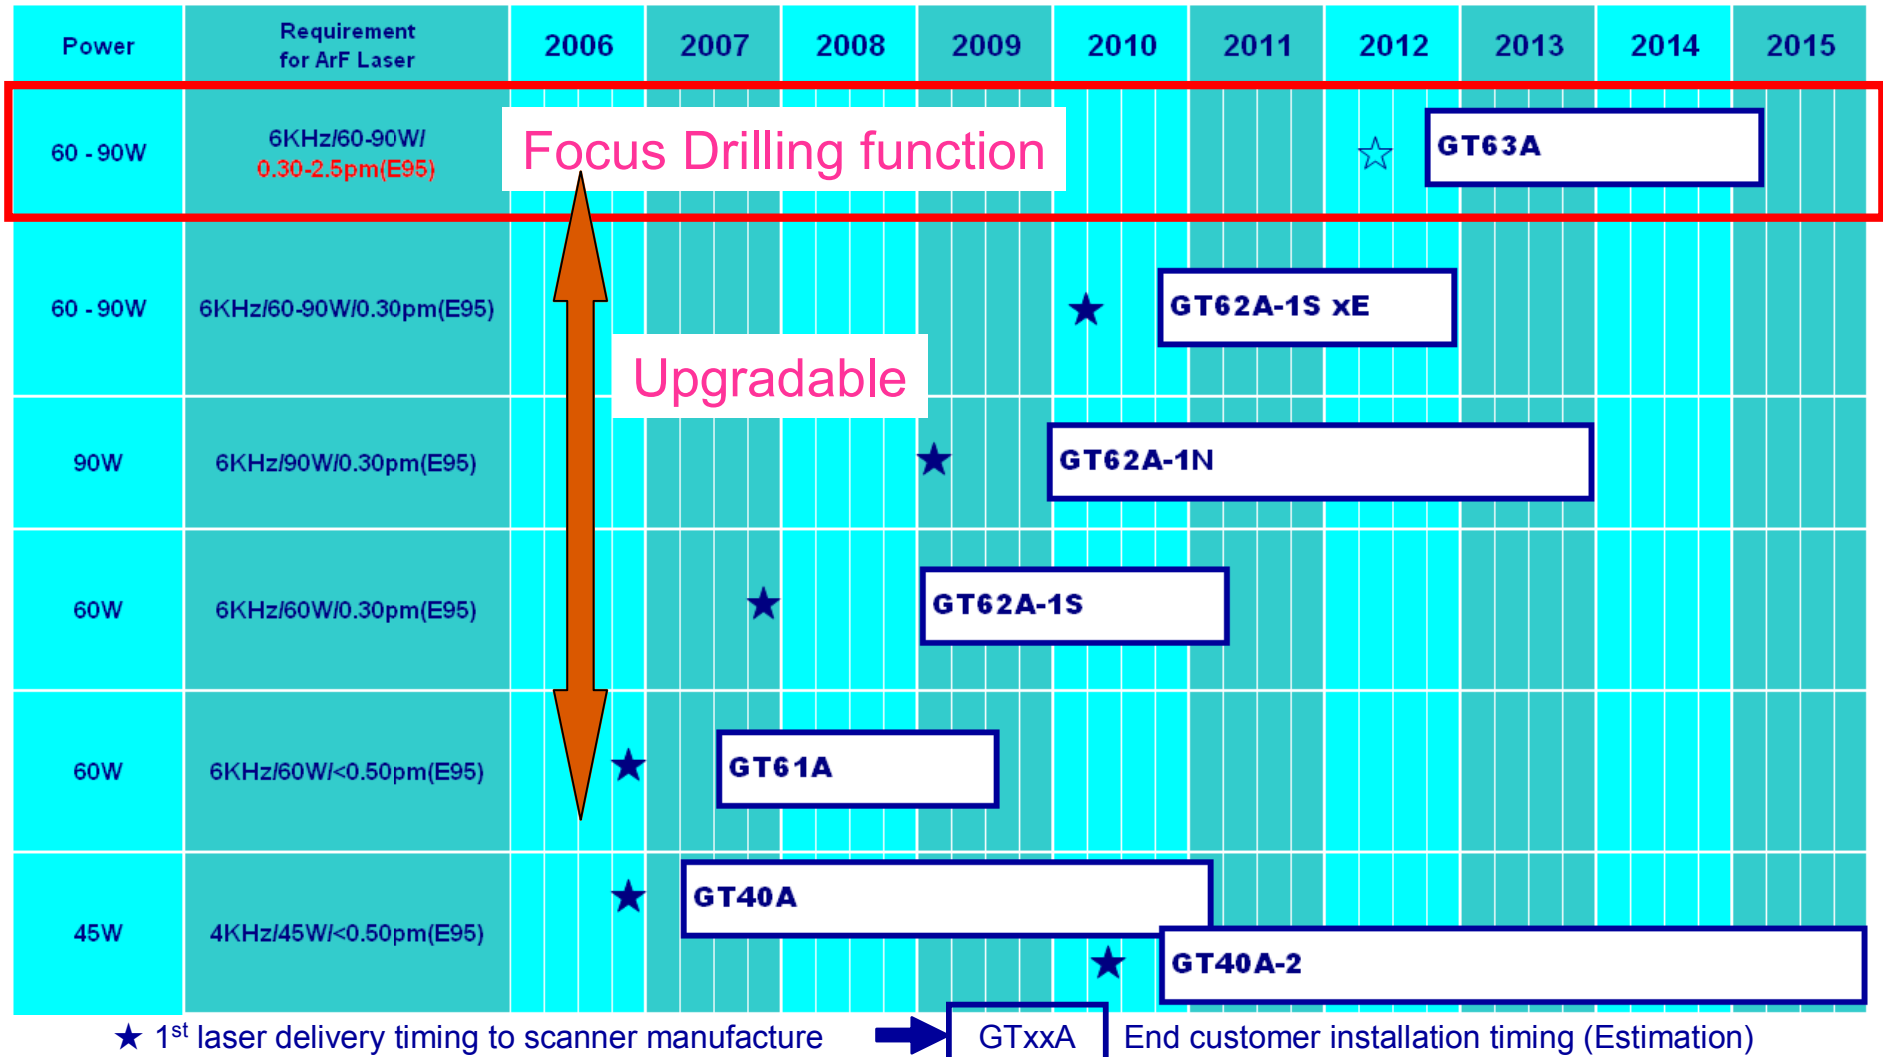 Power
Requirement
for ArF Laser
2006
2007
2008
2009
2010
2011
2012
2013
2014
2015
60 - 90W
6KHz/60-90W/
0.30-2.5pm(E95)
Focus Drilling function
☆
GT63A
60 - 90W
6KHz/60-90W/0.30pm(E95)
★
GT62A-1S xE
Upgradable
90W
6KHz/90W/0.30pm(E95)
★
GT62A-1N
60W
6KHz/60W/0.30pm(E95)
★
GT62A-1S
60W
6KHz/60W/<0.50pm(E95)
★
GT61A
45W
4KHz/45W/<0.50pm(E95)
★
GT40A
★
GT40A-2
★ 1st laser delivery timing to scanner manufacture
GTxxA
End customer installation timing (Estimation)